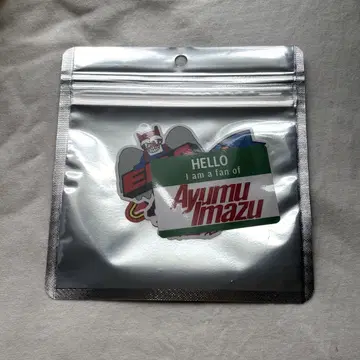 HELLO
I am a fan of
Ayumu
Imazu